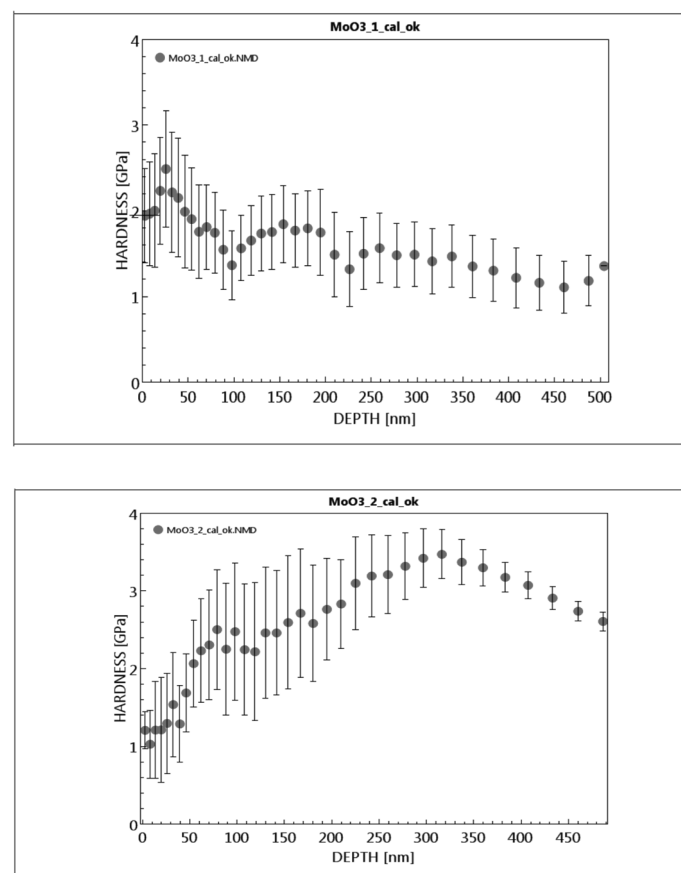 MoO3_1_cal_ok
4
MoO3_1_cal_ok.NMD
3
2
1
0
HARDNESS [GPa]
0 50 100 150 200 250 300 350 400 450 500
DEPTH [nm]
MoO3_2_cal_ok
4
MoO3_2_cal_ok.NMD
3
2
1
0
HARDNESS [GPa]
0 50 100 150 200 250 300 350 400 450
DEPTH [nm]